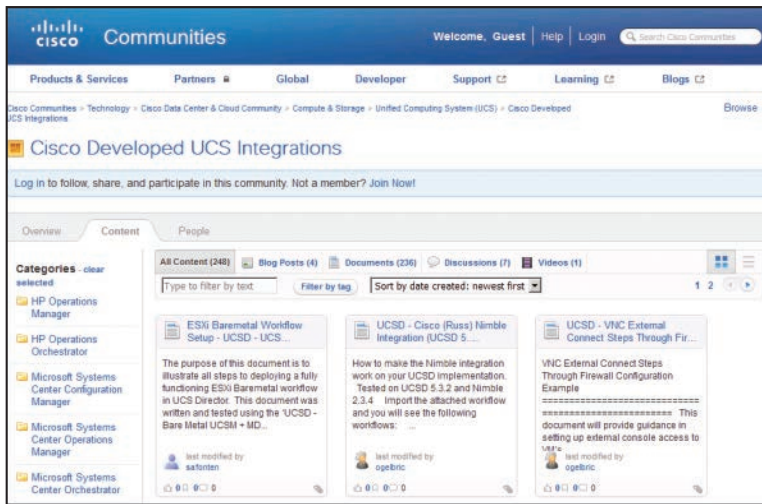 CISCO Communities
Welcome, Guest | Help | Login Search Cisco Communities
Products & Services Partners Global Developer Support Learning Blogs
Cisco Communities > Technology > Cisco Data Center & Cloud Community > Compute & Storage > Unified Computing System (UCS) > Cisco Developed
UCS Integrations
Browse
Cisco Developed UCS Integrations
Log in to follow, share, and participate in this community. Not a member? Join Now!
Overview Content People
Categories - clear
selected
HP Operations
Manager
HP Operations
Orchestrator
Microsoft Systems
Center Configuration
Manager
Microsoft Systems
Center Operations
Manager
Microsoft Systems
Center Orchestrator
All Content (248) Blog Posts (4) Documents (236) Discussions (7) Videos (1)
Type to filter by text Filter by tag Sort by date created: newest first 1 2
ESXi Baremetal Workflow
Setup - UCSD - UCS...
The purpose of this document is to
illustrate all steps to deploying a fully
functioning ESXi Baremetal workflow
in UCS Director. This document was
written and tested using the 'UCSD -
Bare Metal UCSM + MD...
last modified by
safonten
0 0 0
UCSD - Cisco (Russ) Nimble
Integration (UCSD 5....
How to make the Nimble integration
work on your UCSD implementation.
Tested on UCSD 5.3.2 and Nimble
2.3.4 Import the attached workflow
and you will see the following
workflows: ...
last modified by
ogelbric
0 0 0
UCSD - VNC External
Connect Steps Through Fir...
VNC External Connect Steps
Through Firewall Configuration
Example
=============================
======================== This
document will provide guidance in
setting up external console access to
VM's
last modified by
ogelbric
0 0 0